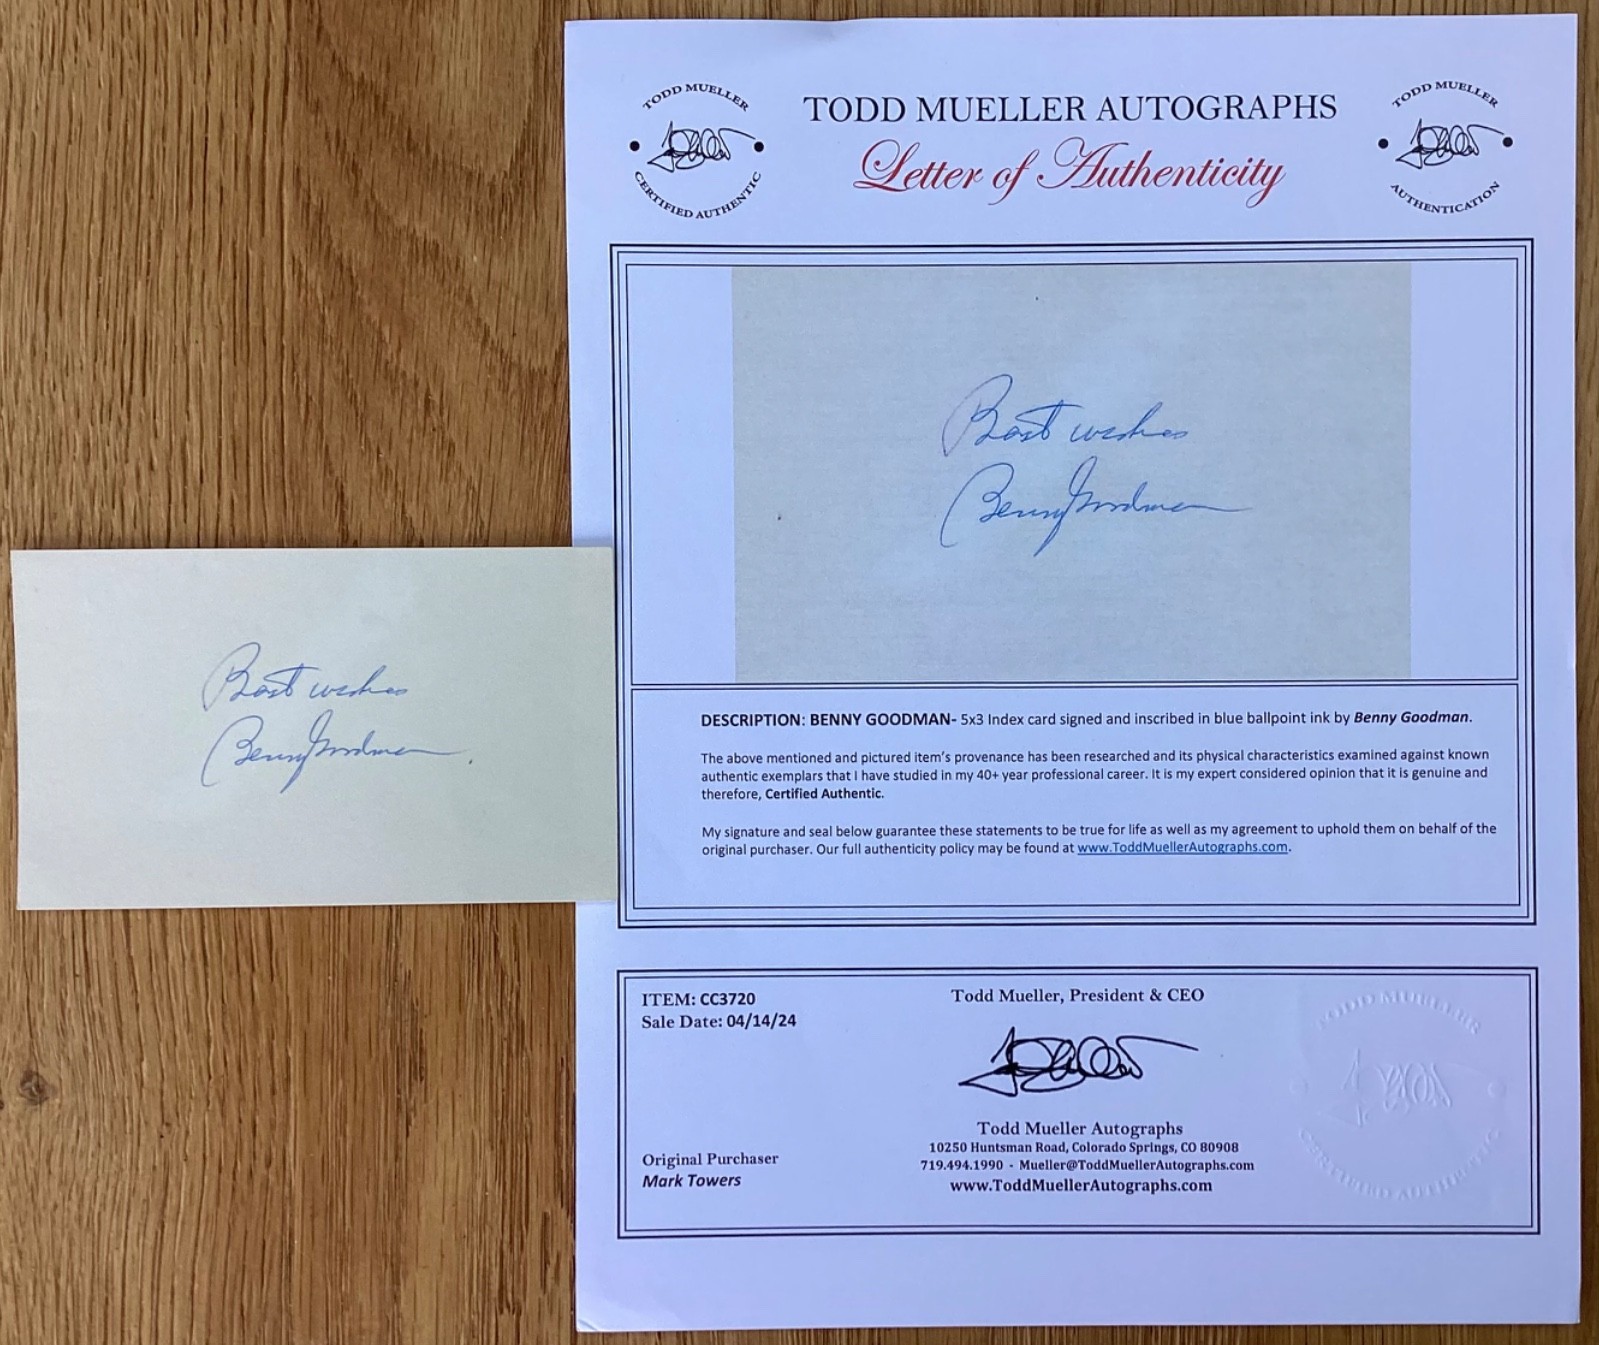 TODD MUELLER
CERTIFIED AUTHENTIC
TODD MUELLER AUTOGRAPHS
Letter of Authenticity
TODD MUELLER
AUTHENTICATION
Best wishes
Benny Goodman
Best wishes
Benny Goodman
DESCRIPTION: BENNY GOODMAN- 5x3 Index card signed and inscribed in blue ballpoint ink by Benny Goodman.
The above mentioned and pictured item's provenance has been researched and its physical characteristics examined against known
authentic exemplars that I have studied in my 40+ year professional career. It is my expert considered opinion that it is genuine and
therefore, Certified Authentic.
My signature and seal below guarantee these statements to be true for life as well as my agreement to uphold them on behalf of the
original purchaser. Our full authenticity policy may be found at www.ToddMuellerAutographs.com.
ITEM: CC3720
Sale Date: 04/14/24
Original Purchaser
Mark Towers
Todd Mueller, President & CEO
Todd Mueller Autographs
10250 Huntsman Road, Colorado Springs, CO 80908
719.494.1990 - Mueller@ToddMuellerAutographs.com
www.ToddMuellerAutographs.com
TODD MUELLER
CERTIFIED AUTHENTIC